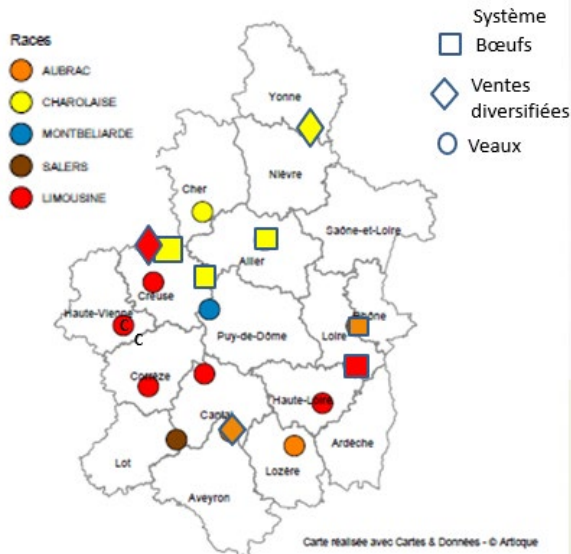 Races
AUBRAC
CHAROLAISE
MONTBELIARDE
SALERS
LIMOUSINE
Système
Bœufs
Ventes
diversifiées
Veaux
Yonne
Nièvre
Cher
Saône-et-Loire
Allier
Creuse
Haute-Vienne
C
C
Puy-de-Dôme
Loire
Rhône
Corrèze
Cantal
Haute-Loire
Ardèche
Lot
Lozère
Aveyron
Carte réalisée avec Cartes & Données - © Articque